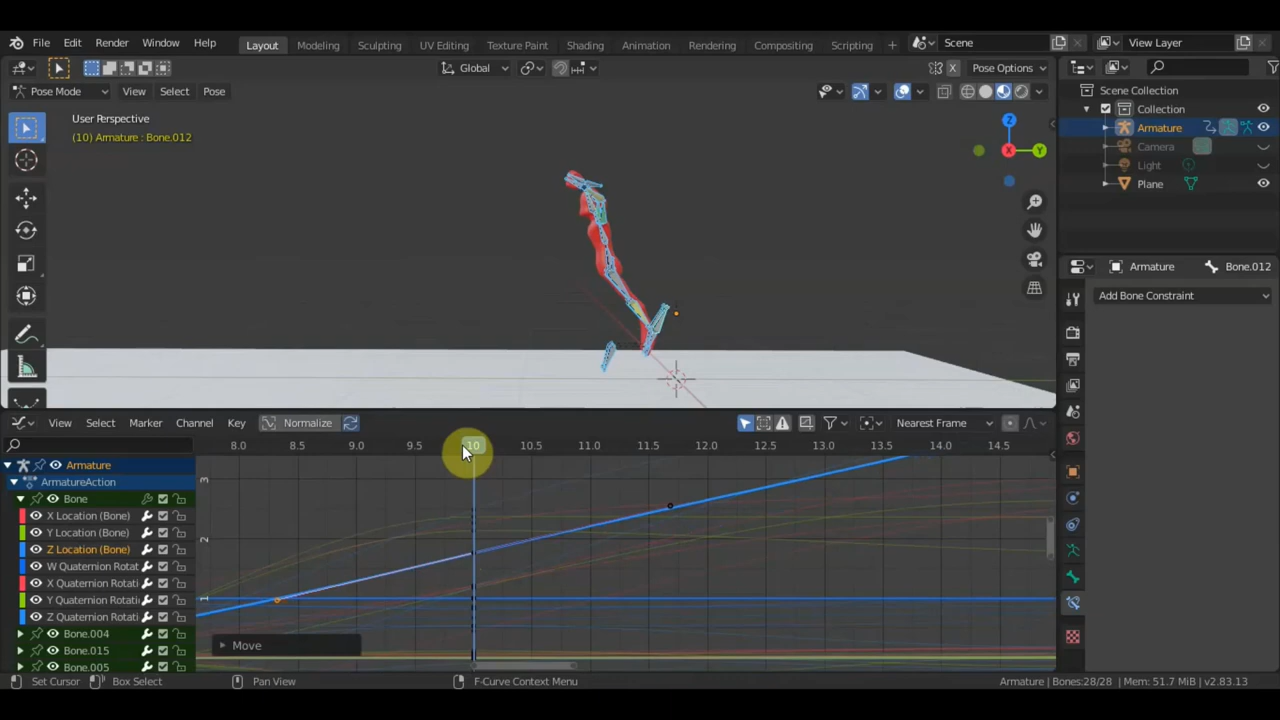 File Edit Render Window Help Layout Modeling Sculpting UV Editing Texture Paint Shading Animation Rendering Compositing Scripting + Scene View Layer
Global X Pose Options
Pose Mode View Select Pose
User Perspective
(10) Armature : Bone.012
Z
X Y
Scene Collection
Collection
Armature
Camera
Light
Plane
Armature Bone.012
Add Bone Constraint
View Select Marker Channel Key Normalize Nearest Frame
8.0 8.5 9.0 9.5 10 10.5 11.0 11.5 12.0 12.5 13.0 13.5 14.0 14.5
3
2
1
Armature
ArmatureAction
Bone
X Location (Bone)
Y Location (Bone)
Z Location (Bone)
W Quaternion Rotat
X Quaternion Rotati
Y Quaternion Rotati
Z Quaternion Rotati
Bone.004
Bone.015
Bone.005
Move
Set Cursor Box Select Pan View F-Curve Context Menu Armature | Bones:28/28 | Mem: 51.7 MiB | v2.83.13